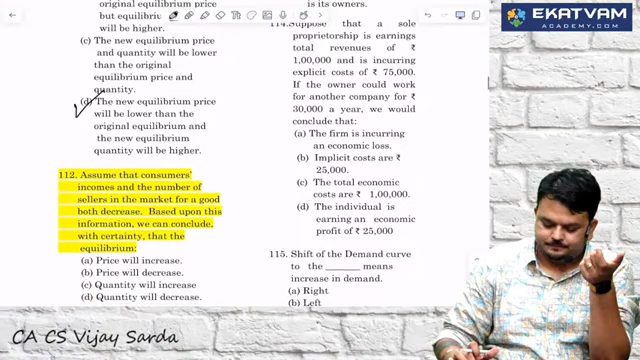 original equilibrium price
but equilibrium
will be higher.
(c) The new equilibrium price
and quantity will be lower
than the original
equilibrium price and
quantity.
(d) The new equilibrium price
will be lower than the
original equilibrium and
the new equilibrium
quantity will be higher.
112. Assume that consumers'
incomes and the number of
sellers in the market for a good
both decrease. Based upon this
information, we can conclude,
with certainty, that the
equilibrium:
(a) Price will increase.
(b) Price will decrease.
(c) Quantity will increase
(d) Quantity will decrease.
is its owners.
114. Suppose that a sole
proprietorship is earnings
total revenues of ₹
1,00,000 and is incurring
explicit costs of ₹ 75,000.
If the owner could work
for another company for ₹
30,000 a year, we would
conclude that:
(a) The firm is incurring
an economic loss.
(b) Implicit costs are ₹
25,000.
(c) The total economic
costs are ₹ 1,00,000.
(d) The individual is
earning an economic
profit of ₹ 25,000
115. Shift of the Demand curve
to the ______ means
increase in demand.
(a) Right
(b) Left
EKATVAM
ACADEMY.COM
CA CS Vijay Sarda